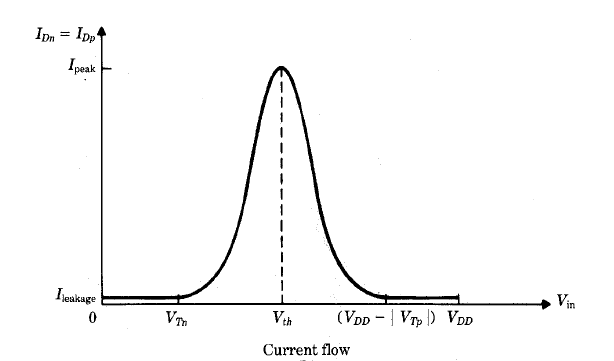 I_Dn = I_Dp
I_peak
I_leakage
0 V_Tn V_th (V_DD − | V_Tp |) V_DD V_in
Current flow